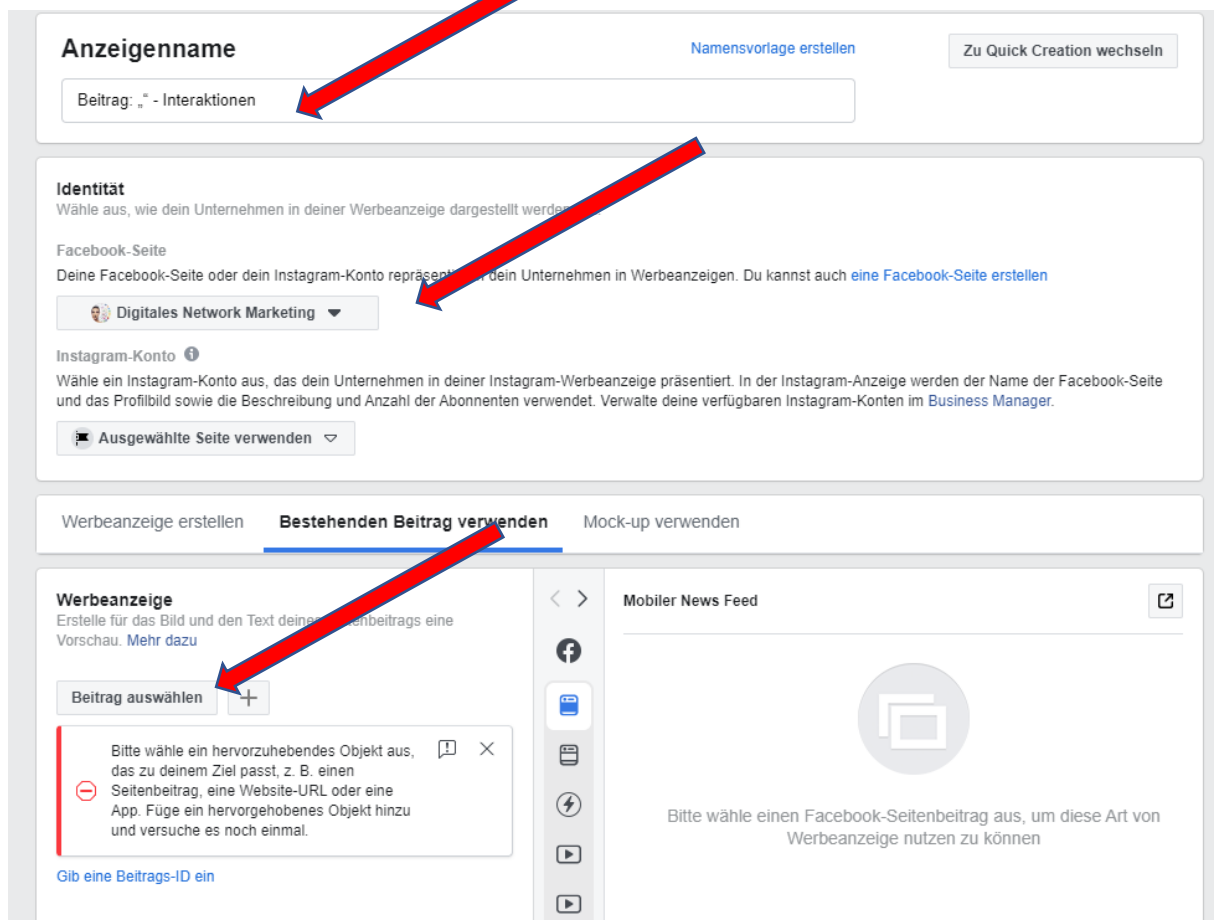 Anzeigenname
Namensvorlage erstellen
Zu Quick Creation wechseln
Beitrag: „“ - Interaktionen
Identität
Wähle aus, wie dein Unternehmen in deiner Werbeanzeige dargestellt werden
Facebook-Seite
Deine Facebook-Seite oder dein Instagram-Konto dein Unternehmen in Werbeanzeigen. Du kannst auch eine Facebook-Seite erstellen
Digitales Network Marketing
Instagram-Konto
Wähle ein Instagram-Konto aus, das dein Unternehmen in deiner Instagram-Werbeanzeige präsentiert. In der Instagram-Anzeige werden der Name der Facebook-Seite
und das Profilbild sowie die Beschreibung und Anzahl der Abonnenten verwendet. Verwalte deine verfügbaren Instagram-Konten im Business Manager.
Ausgewählte Seite verwenden
Werbeanzeige erstellen
Bestehenden Beitrag verwenden
Mock-up verwenden
Werbeanzeige
Erstelle für das Bild und den Text eine
Vorschau. Mehr dazu
Beitrag auswählen
Bitte wähle ein hervorzuhebendes Objekt aus,
das zu deinem Ziel passt, z. B. einen
Seitenbeitrag, eine Website-URL oder eine
App. Füge ein hervorgehobenes Objekt hinzu
und versuche es noch einmal.
Gib eine Beitrags-ID ein
Mobiler News Feed
Bitte wähle einen Facebook-Seitenbeitrag aus, um diese Art von
Werbeanzeige nutzen zu können